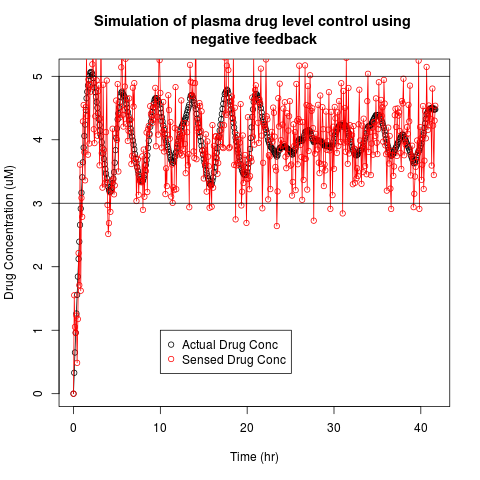 Simulation of plasma drug level control using
negative feedback
Drug Concentration (uM)
5
4
3
2
1
0
Actual Drug Conc
Sensed Drug Conc
0
10
20
30
40
Time (hr)